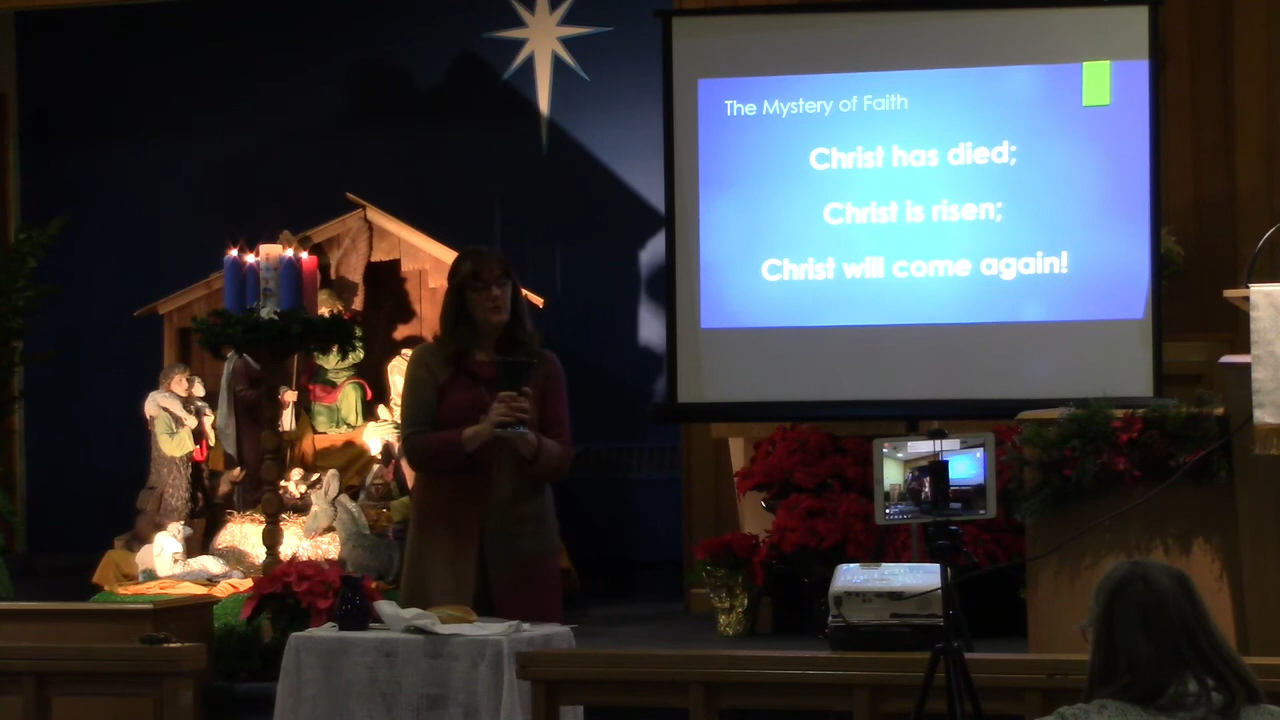 The Mystery of Faith
Christ has died;
Christ is risen;
Christ will come again!